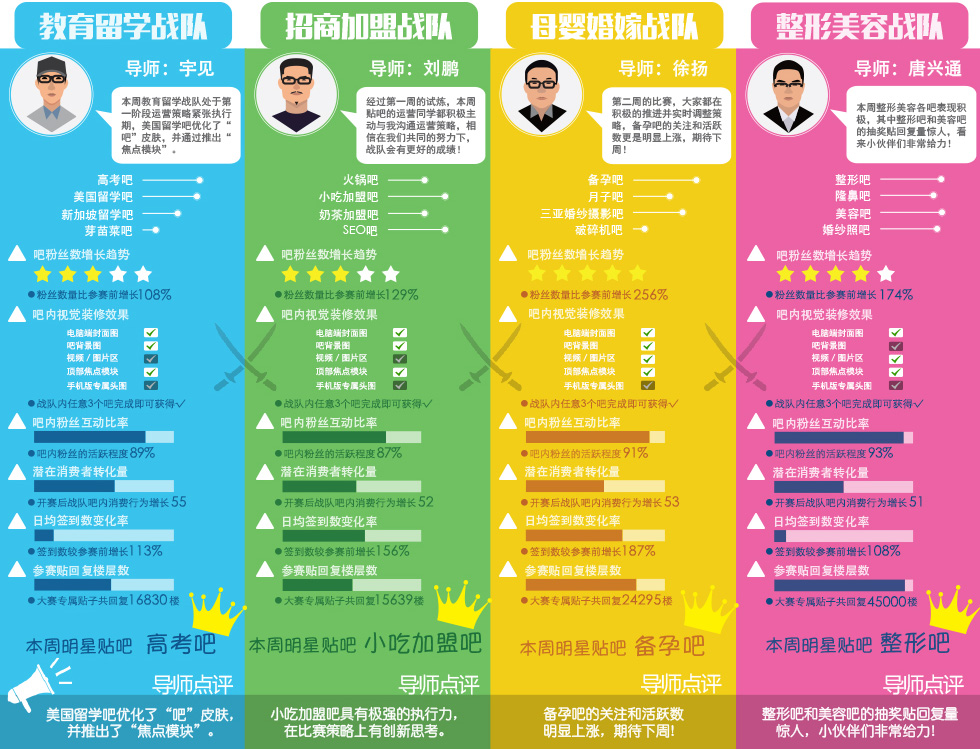 教育留学战队
导师：宇见
本周教育留学战队处于第
一阶段运营策略紧张执行
期，美国留学吧优化了“
吧”皮肤，并通过推出“
焦点模块”。
高考吧
美国留学吧
新加坡留学吧
芽苗菜吧
吧粉丝数增长趋势
粉丝数量比参赛前增长108%
吧内视觉装修效果
电脑端封面图
吧背景图
视频/图片区
顶部焦点模块
手机版专属头图
战队内任意3个吧完成即可获得✓
吧内粉丝互动比率
吧内粉丝的活跃程度89%
潜在消费者转化量
开赛后战队吧内消费行为增长55
日均签到数变化率
签到数较参赛前增长113%
参赛贴回复楼层数
大赛专属贴子共回复16830楼
本周明星贴吧 高考吧
导师点评
美国留学吧优化了“吧”皮肤，
并推出了“焦点模块”。
招商加盟战队
导师：刘鹏
经过第一周的试炼，本周
贴吧的运营同学都积极主
动与我沟通运营策略，相
信在我们共同的努力下，
战队会有更好的成绩！
火锅吧
小吃加盟吧
奶茶加盟吧
SEO吧
吧粉丝数增长趋势
粉丝数量比参赛前增长129%
吧内视觉装修效果
电脑端封面图
吧背景图
视频/图片区
顶部焦点模块
手机版专属头图
战队内任意3个吧完成即可获得✓
吧内粉丝互动比率
吧内粉丝的活跃程度87%
潜在消费者转化量
开赛后战队吧内消费行为增长52
日均签到数变化率
签到数较参赛前增长156%
参赛贴回复楼层数
大赛专属贴子共回复15639楼
本周明星贴吧 小吃加盟吧
导师点评
小吃加盟吧具有极强的执行力，
在比赛策略上有创新思考。
母婴婚嫁战队
导师：徐扬
第二周的比赛，大家都在
积极的推进并实时调整策
略，备孕吧的关注和活跃
数更是明显上涨，期待下
周！
备孕吧
月子吧
三亚婚纱摄影吧
破碎机吧
吧粉丝数增长趋势
粉丝数量比参赛前增长256%
吧内视觉装修效果
电脑端封面图
吧背景图
视频/图片区
顶部焦点模块
手机版专属头图
战队内任意3个吧完成即可获得✓
吧内粉丝互动比率
吧内粉丝的活跃程度91%
潜在消费者转化量
开赛后战队吧内消费行为增长53
日均签到数变化率
签到数较参赛前增长187%
参赛贴回复楼层数
大赛专属贴子共回复24295楼
本周明星贴吧 备孕吧
导师点评
备孕吧的关注和活跃数
明显上涨，期待下周！
整形美容战队
导师：唐兴通
本周整形美容各吧表现积
极，其中整形吧和美容吧
的抽奖贴回复量惊人，看
来小伙伴们非常给力！
整形吧
隆鼻吧
美容吧
婚纱照吧
吧粉丝数增长趋势
粉丝数量比参赛前增长174%
吧内视觉装修效果
电脑端封面图
吧背景图
视频/图片区
顶部焦点模块
手机版专属头图
战队内任意3个吧完成即可获得✓
吧内粉丝互动比率
吧内粉丝的活跃程度93%
潜在消费者转化量
开赛后战队吧内消费行为增长51
日均签到数变化率
签到数较参赛前增长108%
参赛贴回复楼层数
大赛专属贴子共回复45000楼
本周明星贴吧 整形吧
导师点评
整形吧和美容吧的抽奖贴回复量
惊人，小伙伴们非常给力！